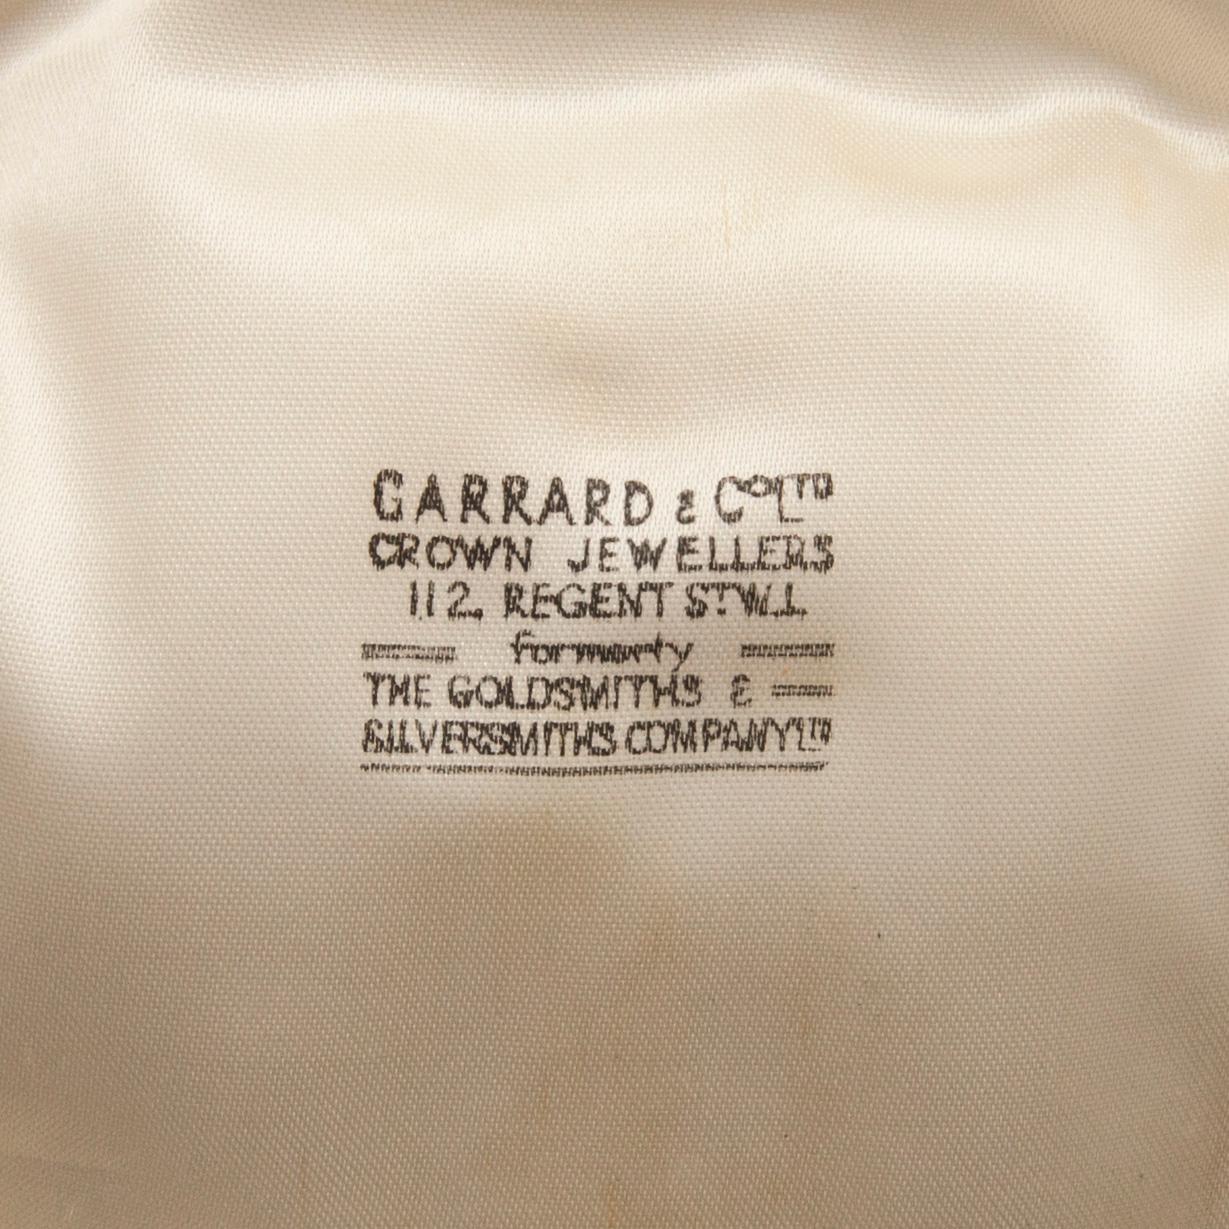 GARRARD & Co LTD
CROWN JEWELLERS
112, REGENT ST. W.1.
formerly
THE GOLDSMITHS &
SILVERSMITHS COMPANY LTD